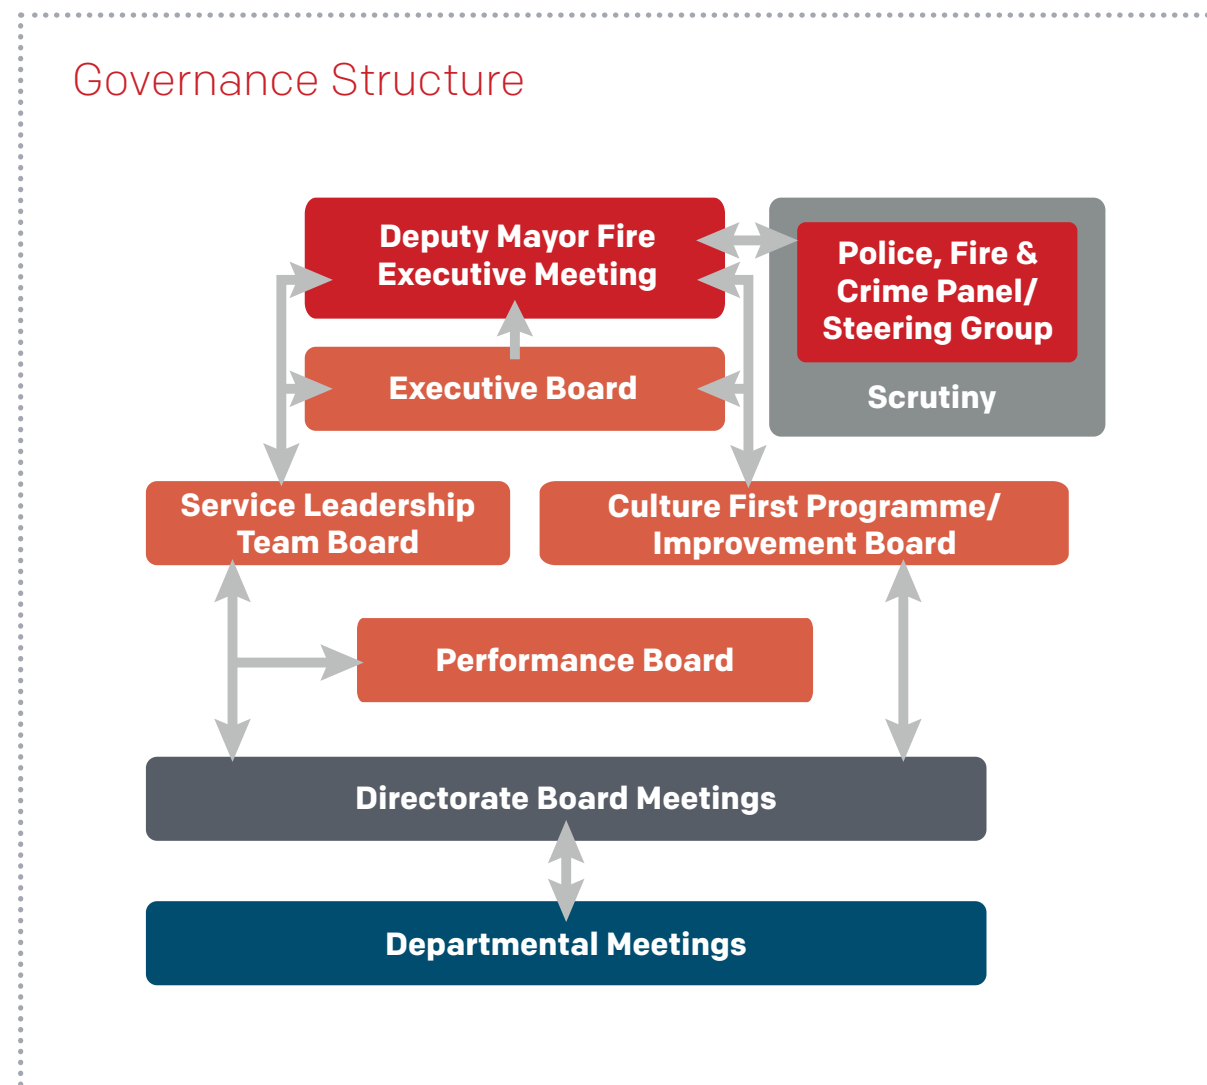 Governance Structure
Deputy Mayor Fire
Executive Meeting
Police, Fire &
Crime Panel/
Steering Group
Scrutiny
Executive Board
Service Leadership
Team Board
Culture First Programme/
Improvement Board
Performance Board
Directorate Board Meetings
Departmental Meetings